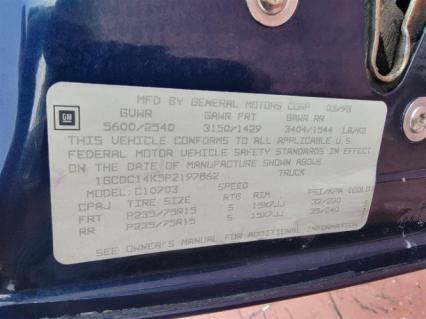 MFD BY GENERAL MOTORS CORP 03/93
GVWR GAWR FRT GAWR RR
GM
5600/2540 3150/1429 3404/1544 LB/KG
THIS VEHICLE CONFORMS TO ALL APPLICABLE U.S.
FEDERAL MOTOR VEHICLE SAFETY STANDARDS IN EFFECT
ON THE DATE OF MANUFACTURE SHOWN ABOVE.
1GCDC14K5PZ197862 TRUCK
MODEL: C10703 SPEED
CPAJ TIRE SIZE RTG RIM PSI/KPA (COLD)
FRT P235/75R15 S 15X7JJ 32/220
RR P235/75R15 S 15X7JJ 35/240
SEE OWNER'S MANUAL FOR ADDITIONAL INFORMATION